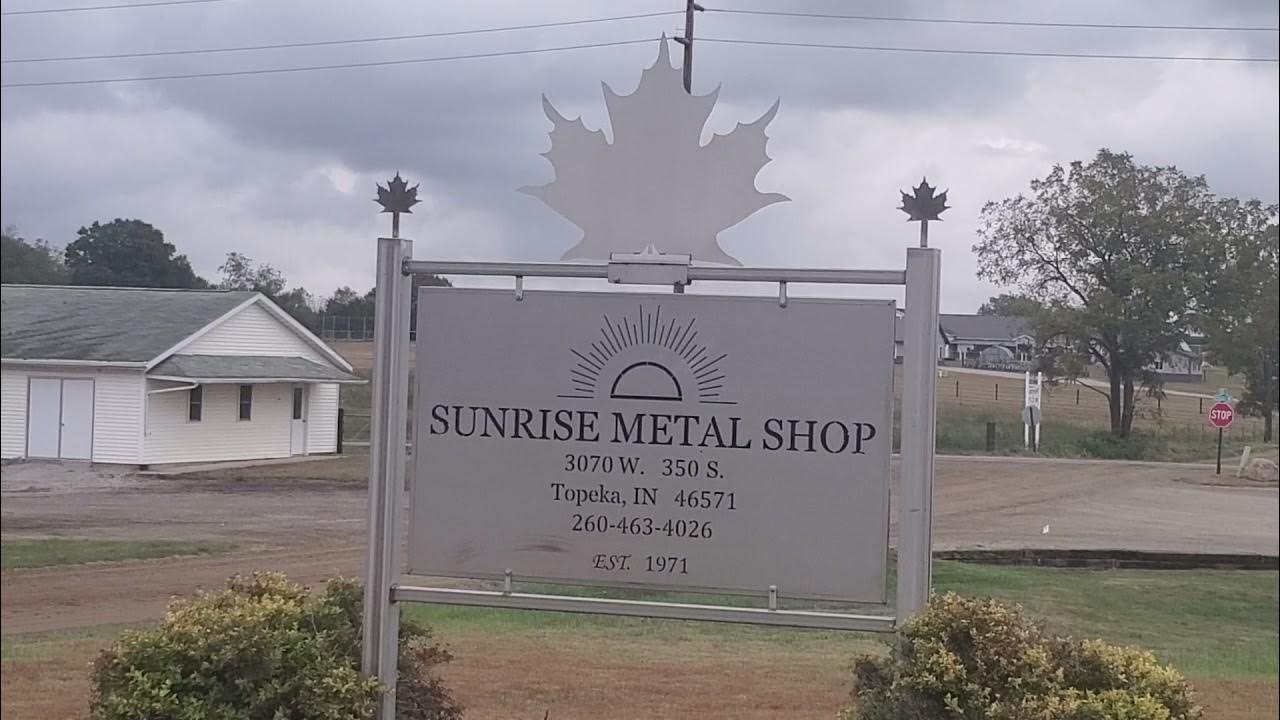 SUNRISE METAL SHOP
3070 W. 350 S.
Topeka, IN 46571
260-463-4026
EST. 1971
STOP